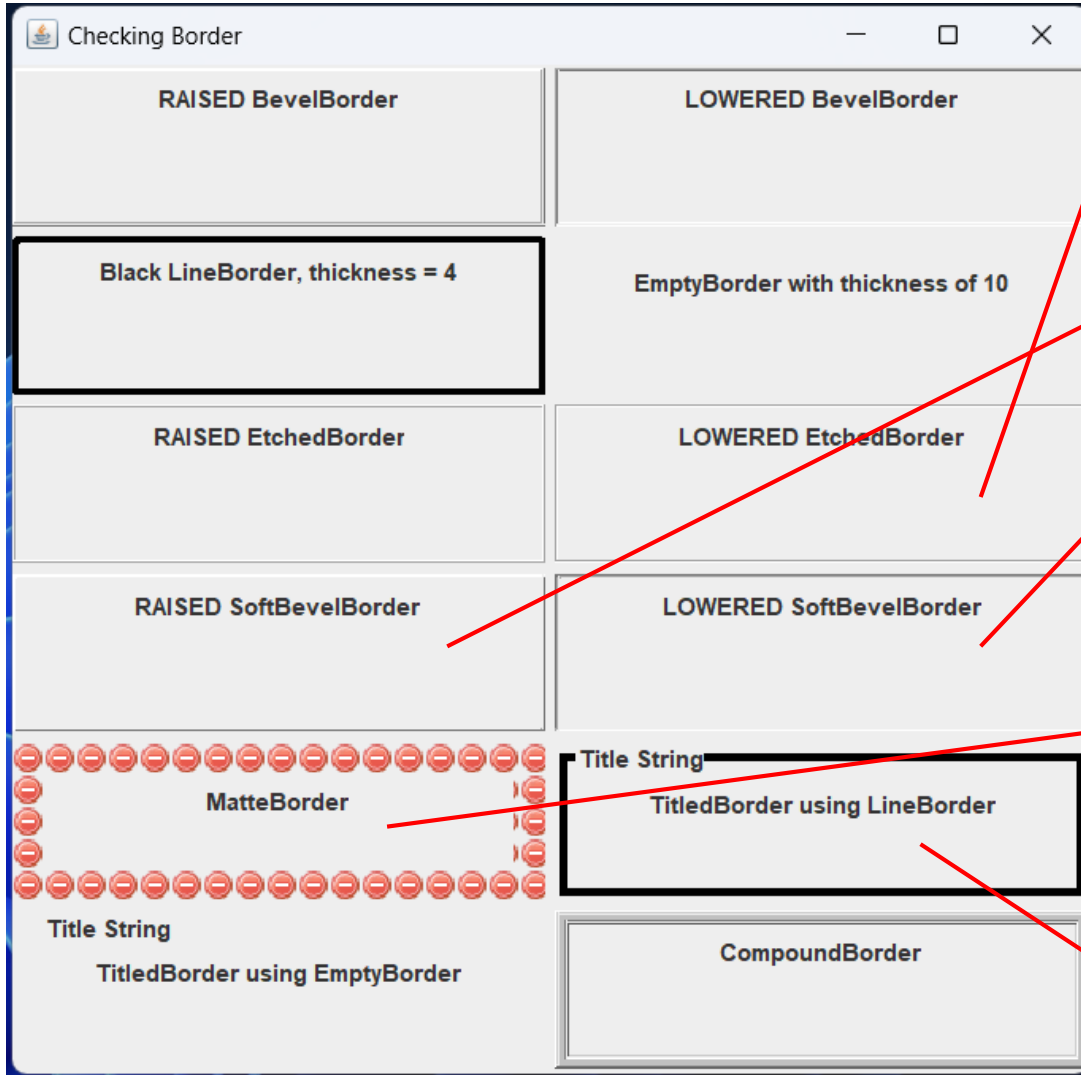 Checking Border
RAISED BevelBorder
LOWERED BevelBorder
Black LineBorder, thickness = 4
EmptyBorder with thickness of 10
RAISED EtchedBorder
LOWERED EtchedBorder
RAISED SoftBevelBorder
LOWERED SoftBevelBorder
MatteBorder
Title String
TitledBorder using LineBorder
Title String
TitledBorder using EmptyBorder
CompoundBorder